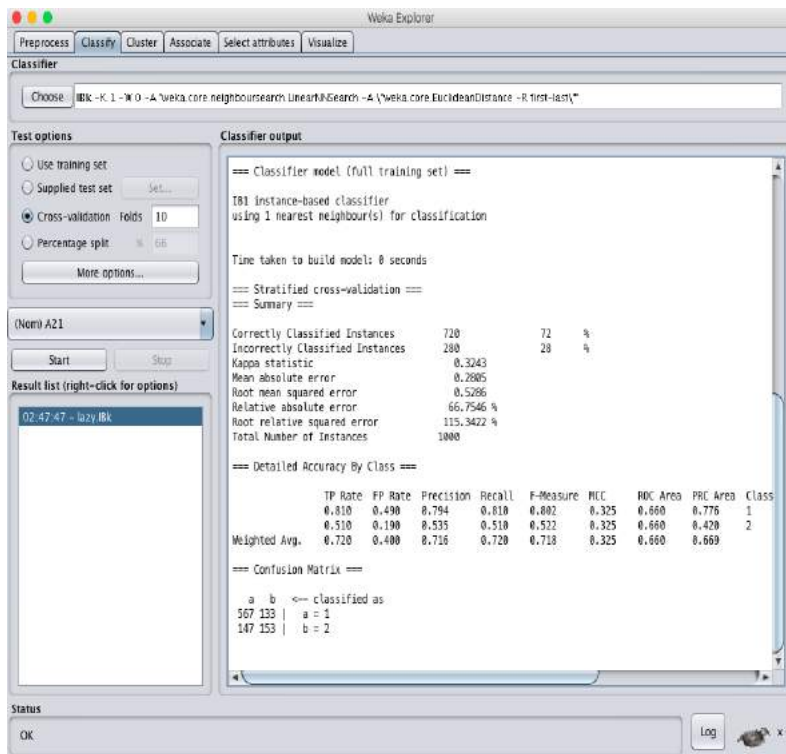 Weka Explorer
Preprocess Classify Cluster Associate Select attributes Visualize
Classifier
Choose IBk -K 1 -W 0 -A "weka.core.neighboursearch.LinearNNSearch -A \"weka.core.EuclideanDistance -R first-last\""
Test options
Use training set
Supplied test set Set...
Cross-validation Folds 10
Percentage split % 66
More options...
(Nom) A21
Start Stop
Result list (right-click for options)
02:47:47 - lazy.IBk
Classifier output
=== Classifier model (full training set) ===
IB1 instance-based classifier
using 1 nearest neighbour(s) for classification
Time taken to build model: 0 seconds
=== Stratified cross-validation ===
=== Summary ===
Correctly Classified Instances 720 72 %
Incorrectly Classified Instances 280 28 %
Kappa statistic 0.3243
Mean absolute error 0.2805
Root mean squared error 0.5286
Relative absolute error 66.7546 %
Root relative squared error 115.3422 %
Total Number of Instances 1000
=== Detailed Accuracy By Class ===
TP Rate FP Rate Precision Recall F-Measure MCC ROC Area PRC Area Class
0.810 0.490 0.794 0.810 0.802 0.325 0.660 0.776 1
0.510 0.190 0.535 0.510 0.522 0.325 0.660 0.420 2
Weighted Avg. 0.720 0.400 0.716 0.720 0.718 0.325 0.660 0.669
=== Confusion Matrix ===
a b <-- classified as
567 133 | a = 1
147 153 | b = 2
Status
OK
Log x